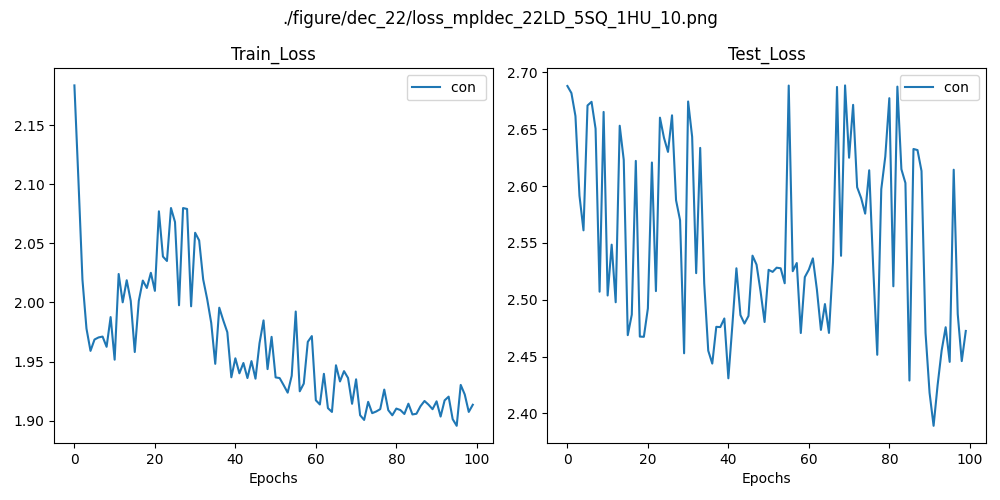 ./figure/dec_22/loss_mpldec_22LD_5SQ_1HU_10.png
Train_Loss
con
2.15
2.10
2.05
2.00
1.95
1.90
0 20 40 60 80 100
Epochs
Test_Loss
con
2.70
2.65
2.60
2.55
2.50
2.45
2.40
0 20 40 60 80 100
Epochs